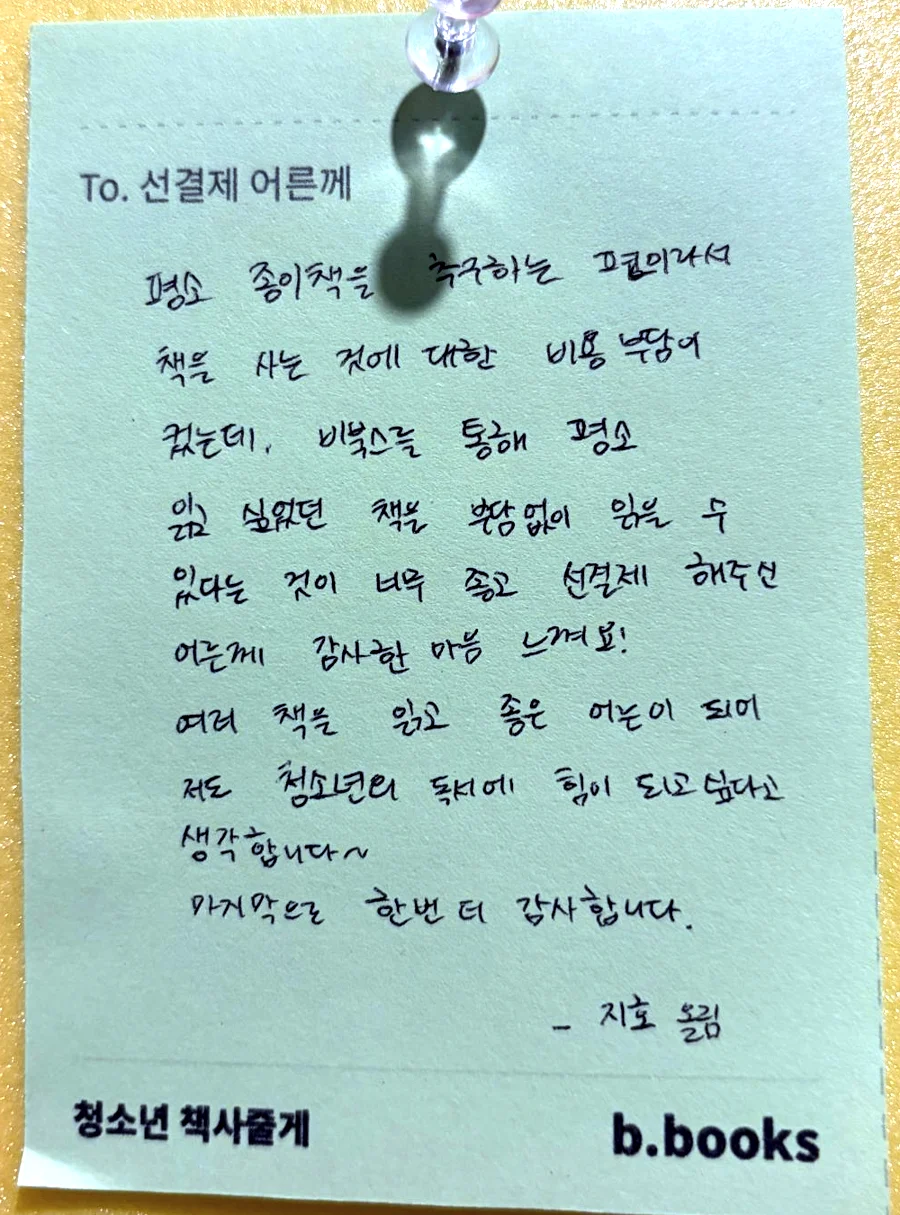 To. 선결제 어른께
평소 종이책을 추구하는 편이라서
책을 사는 것에 대한 비용 부담이
컸는데, 비북스를 통해 평소
읽고 싶었던 책을 부담 없이 읽을 수
있다는 것이 너무 좋고 선결제 해주신
어른께 감사한 마음 느껴요!
여러 책을 읽고 좋은 어른이 되어
저도 청소년의 독서에 힘이 되고 싶다고
생각합니다~
마지막으로 한번 더 감사합니다.
- 지호 올림
청소년 책사줄게
b.books